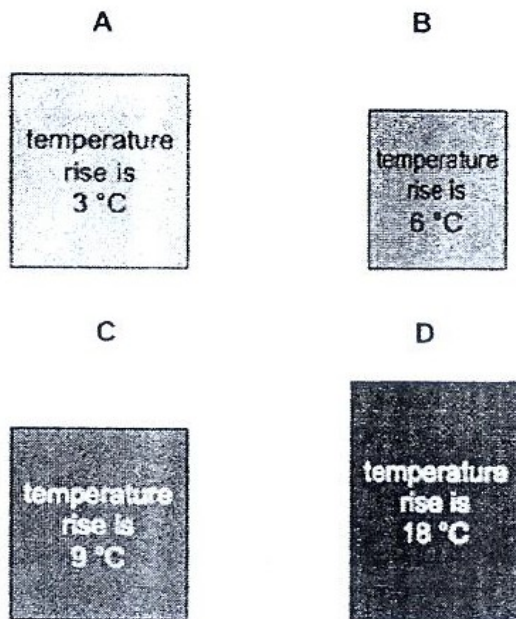 A
B
temperature
rise is
3 °C
temperature
rise is
6 °C
C
D
temperature
rise is
9 °C
temperature
rise is
18 °C